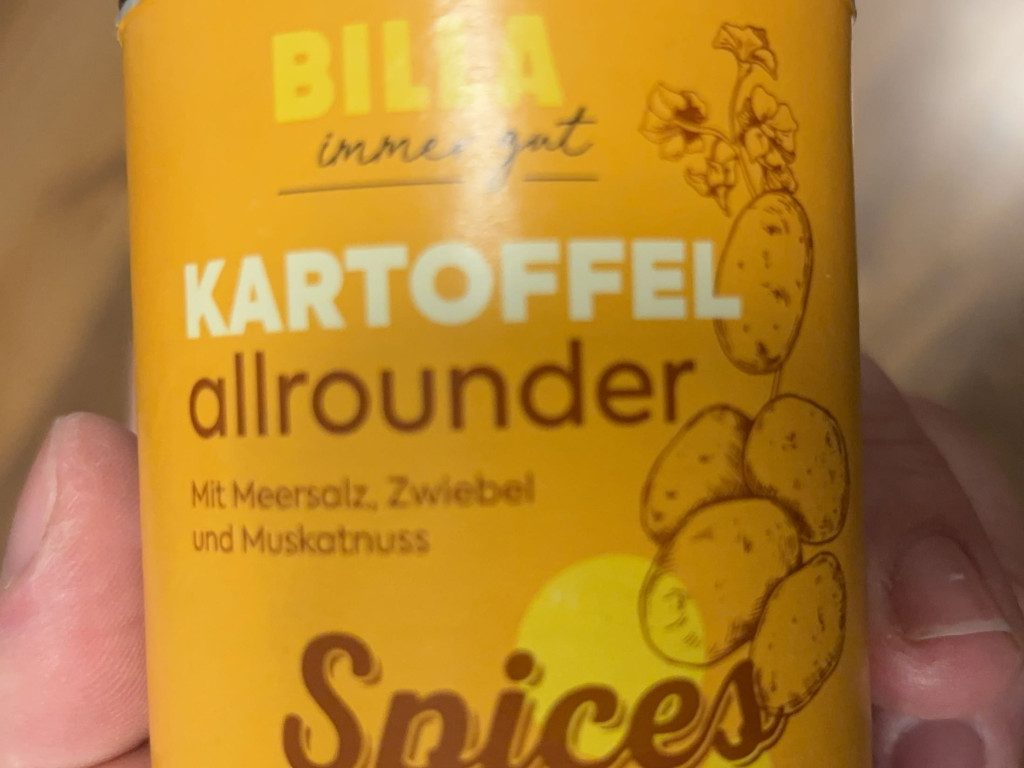 BILLA
immer gut
KARTOFFEL
allrounder
Mit Meersalz, Zwiebel
und Muskatnuss
Spices